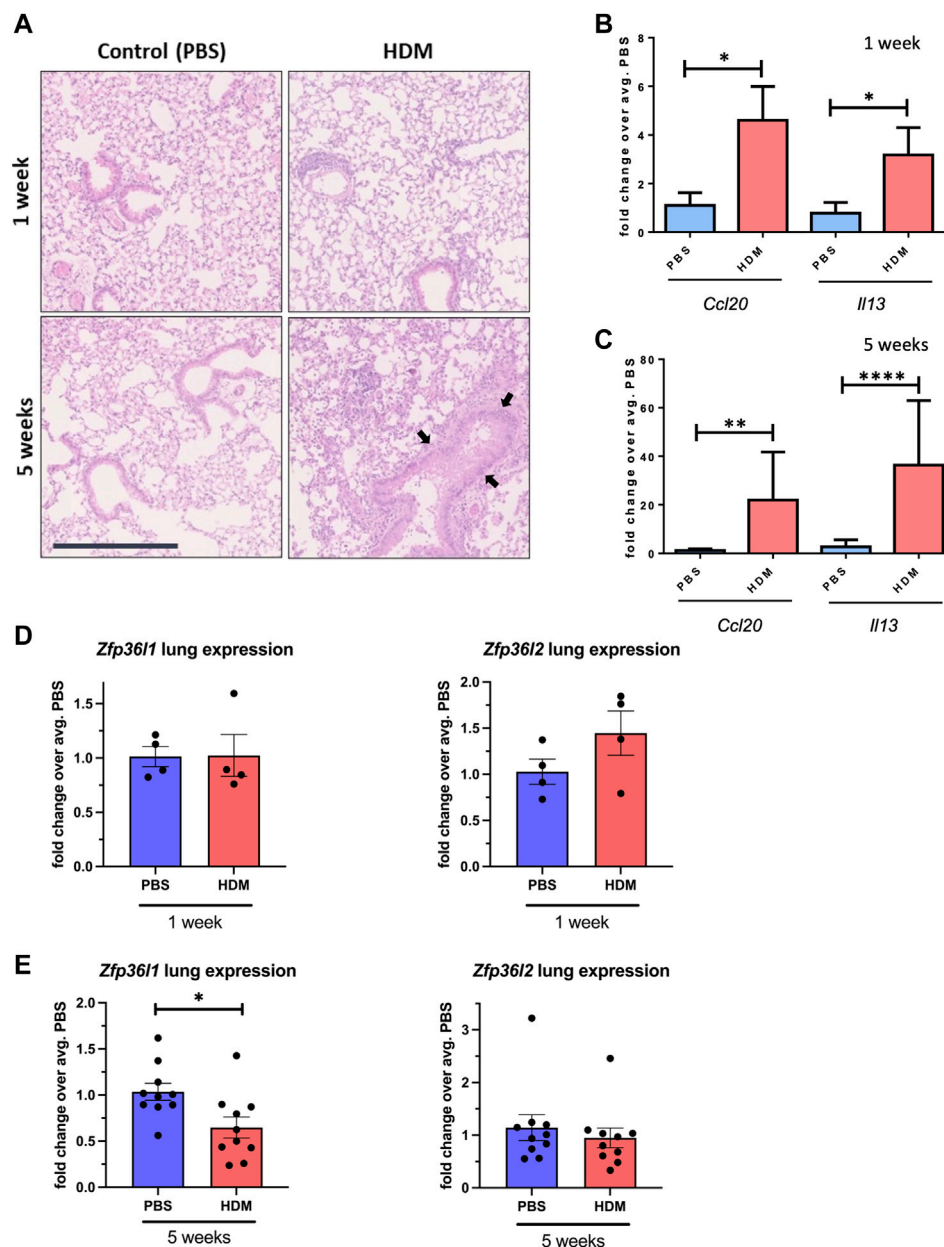 A
Control (PBS)
HDM
1 week
5 weeks
B
1 week
fold change over avg. PBS
8
6
4
2
0
*
*
PBS
HDM
PBS
HDM
Ccl20
Il13
C
5 weeks
fold change over avg. PBS
80
60
40
20
0
**
****
PBS
HDM
PBS
HDM
Ccl20
Il13
D
Zfp36l1 lung expression
fold change over avg. PBS
1.5
1.0
0.5
0.0
PBS
HDM
1 week
Zfp36l2 lung expression
fold change over avg. PBS
2.0
1.5
1.0
0.5
0.0
PBS
HDM
1 week
E
Zfp36l1 lung expression
fold change over avg. PBS
2.0
1.5
1.0
0.5
0.0
*
PBS
HDM
5 weeks
Zfp36l2 lung expression
fold change over avg. PBS
3
2
1
0
PBS
HDM
5 weeks